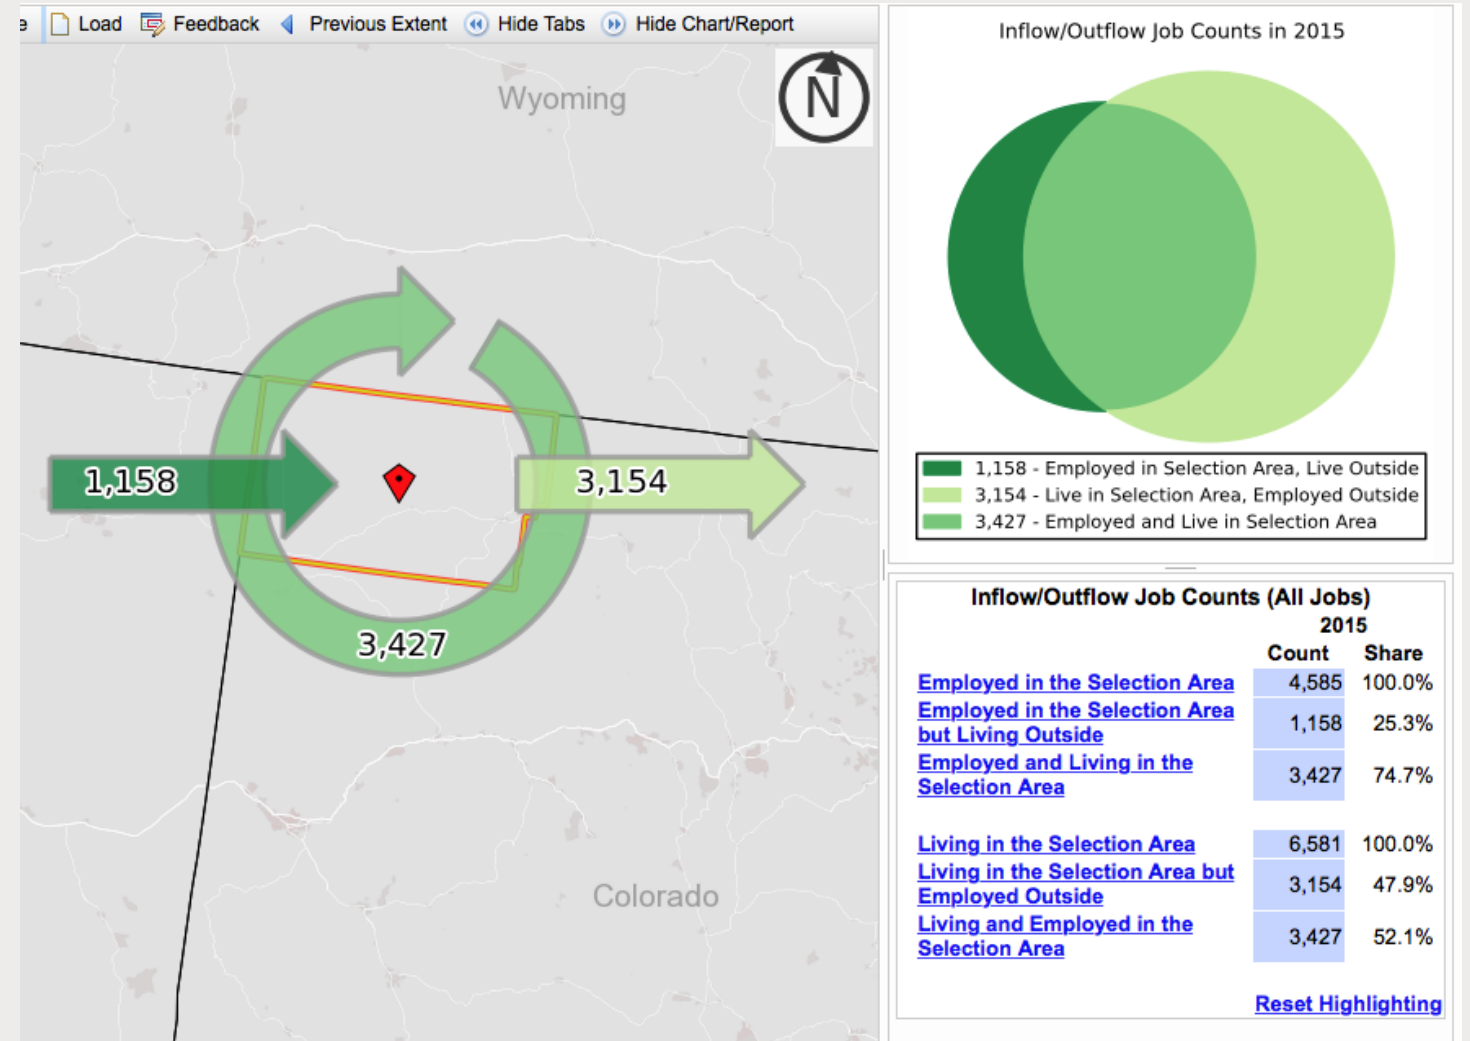 e Load Feedback Previous Extent Hide Tabs Hide Chart/Report
Wyoming
N
1,158
3,154
3,427
Colorado
Inflow/Outflow Job Counts in 2015
1,158 - Employed in Selection Area, Live Outside
3,154 - Live in Selection Area, Employed Outside
3,427 - Employed and Live in Selection Area
Inflow/Outflow Job Counts (All Jobs)
2015
Count Share
Employed in the Selection Area 4,585 100.0%
Employed in the Selection Area
but Living Outside 1,158 25.3%
Employed and Living in the
Selection Area 3,427 74.7%
Living in the Selection Area 6,581 100.0%
Living in the Selection Area but
Employed Outside 3,154 47.9%
Living and Employed in the
Selection Area 3,427 52.1%
Reset Highlighting